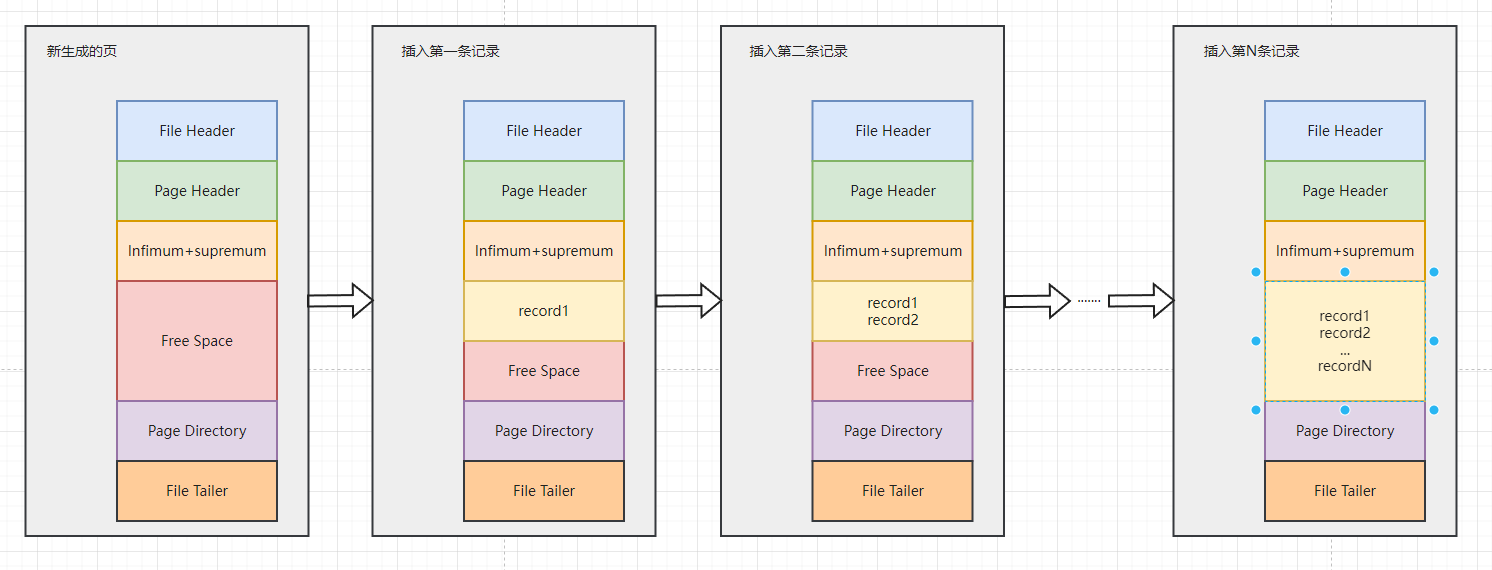 新生成的页
File Header
Page Header
Infimum+supremum
Free Space
Page Directory
File Tailer
插入第一条记录
File Header
Page Header
Infimum+supremum
record1
Free Space
Page Directory
File Tailer
插入第二条记录
File Header
Page Header
Infimum+supremum
record1
record2
Free Space
Page Directory
File Tailer
.......
插入第N条记录
File Header
Page Header
Infimum+supremum
record1
record2
...
recordN
Page Directory
File Tailer